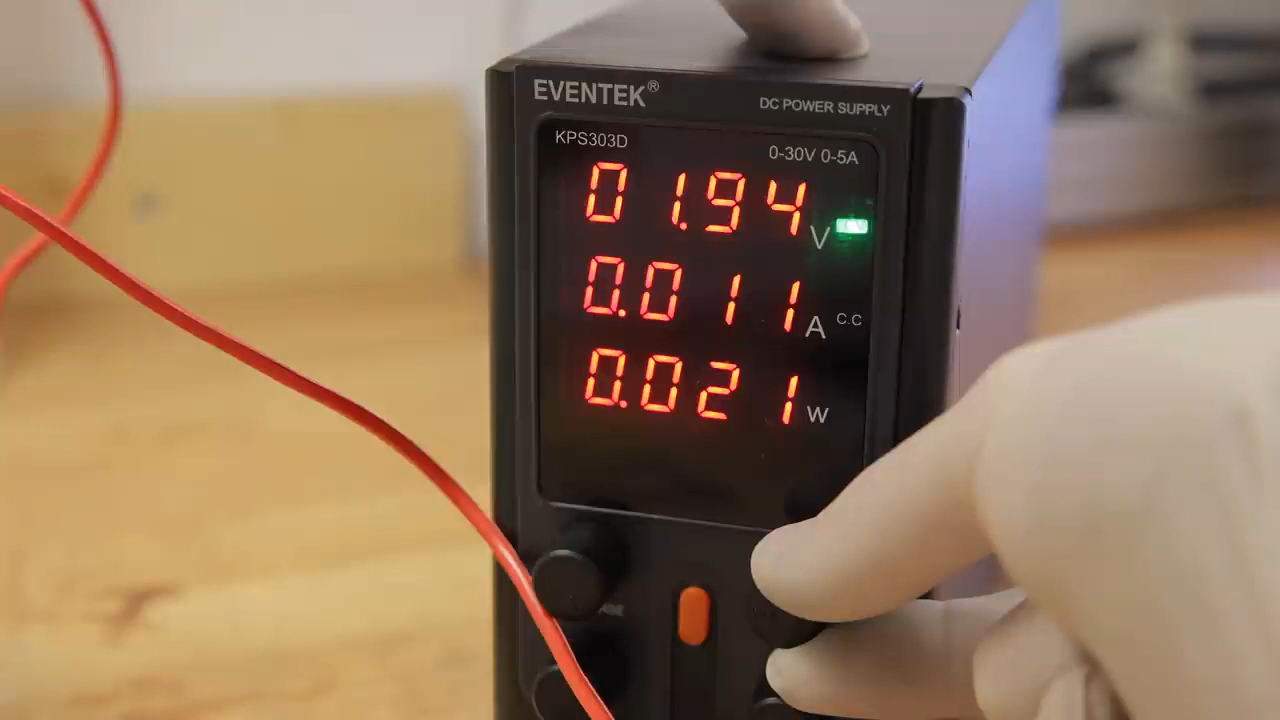 EVENTEK®
DC POWER SUPPLY
KPS303D
0-30V 0-5A
01.94 V
0.011 A C.C
0.021 W